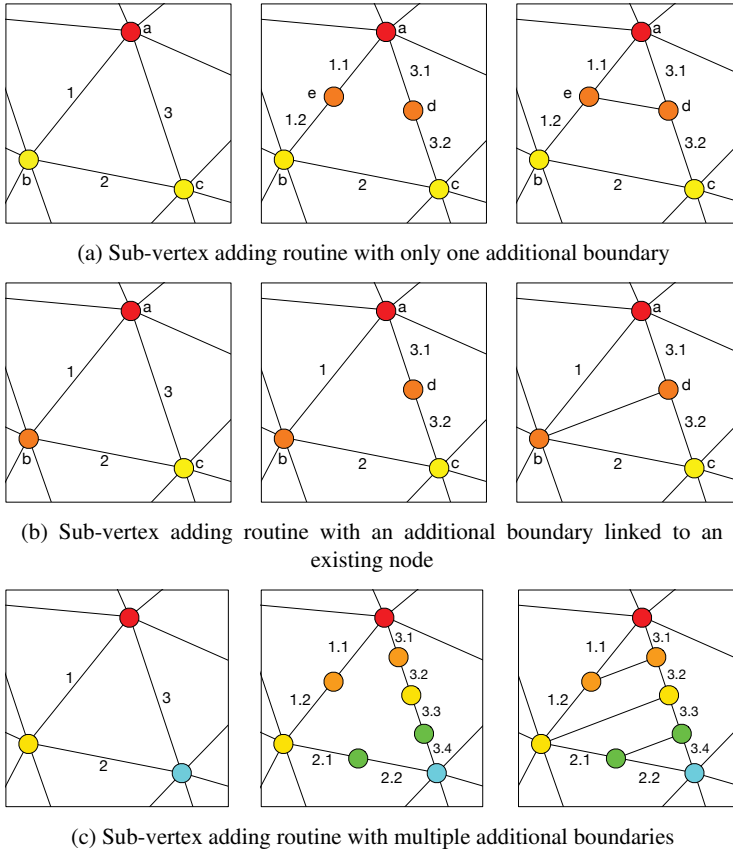 a
1
3
b
2
c
a
1.1
3.1
e
d
1.2
3.2
b
2
c
a
1.1
3.1
e
d
1.2
3.2
b
2
c
(a) Sub-vertex adding routine with only one additional boundary
a
1
3
b
2
c
a
3.1
1
d
3.2
b
2
c
a
3.1
1
d
3.2
b
2
c
(b) Sub-vertex adding routine with an additional boundary linked to an
existing node
1
3
2
1.1
3.1
3.2
1.2
3.3
3.4
2.1
2.2
1.1
3.1
3.2
1.2
3.3
3.4
2.1
2.2
(c) Sub-vertex adding routine with multiple additional boundaries